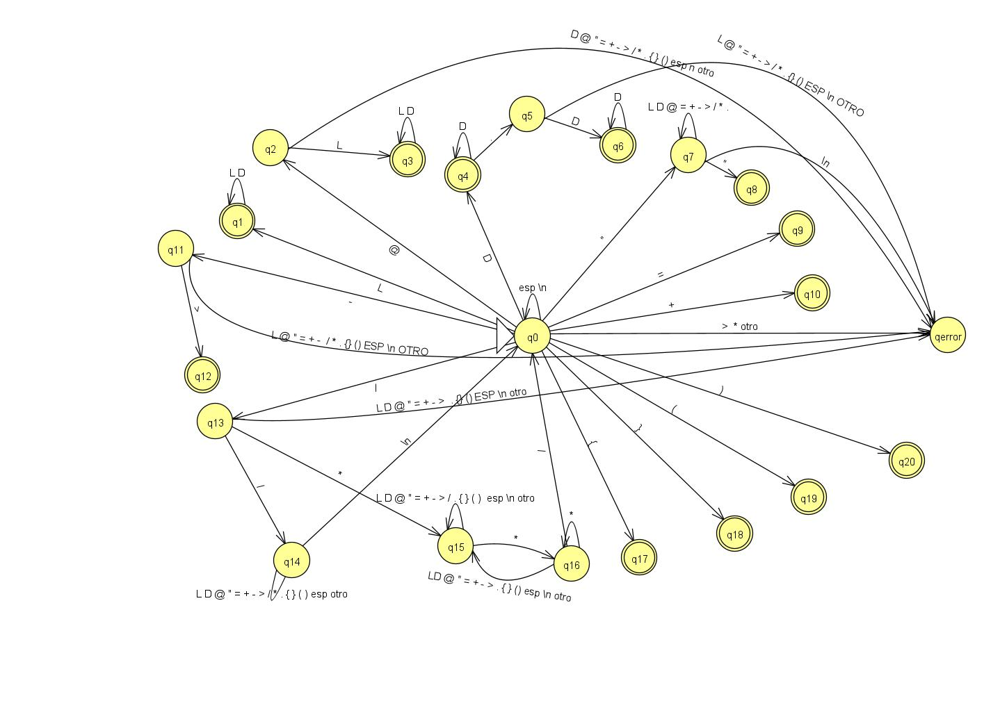 D @ " = + - > / * . { } ( ) esp n otro
L @ " = + - > / * . {} () ESP \n OTRO
D
L D @ = + - > / * .
L D
q5
D
D
q2
L
q3
q4
.
q6
q7
"
\n
q8
L D
q1
q9
q11
@
D
"
=
L
esp \n
q10
-
+
> * otro
q0
qerror
L @ " = + - / * . {} () ESP \n OTRO
q12
/
L D @ " = + - > . {} () ESP \n otro
)
(
q13
\n
/
{
}
q20
*
/
L D @ " = + - > / . { } ( ) esp \n otro
q19
*
q18
q15
*
q14
q16
q17
L D @ " = + - > . { } () esp \n otro
L D @ " = + - > / * . { } ( ) esp otro